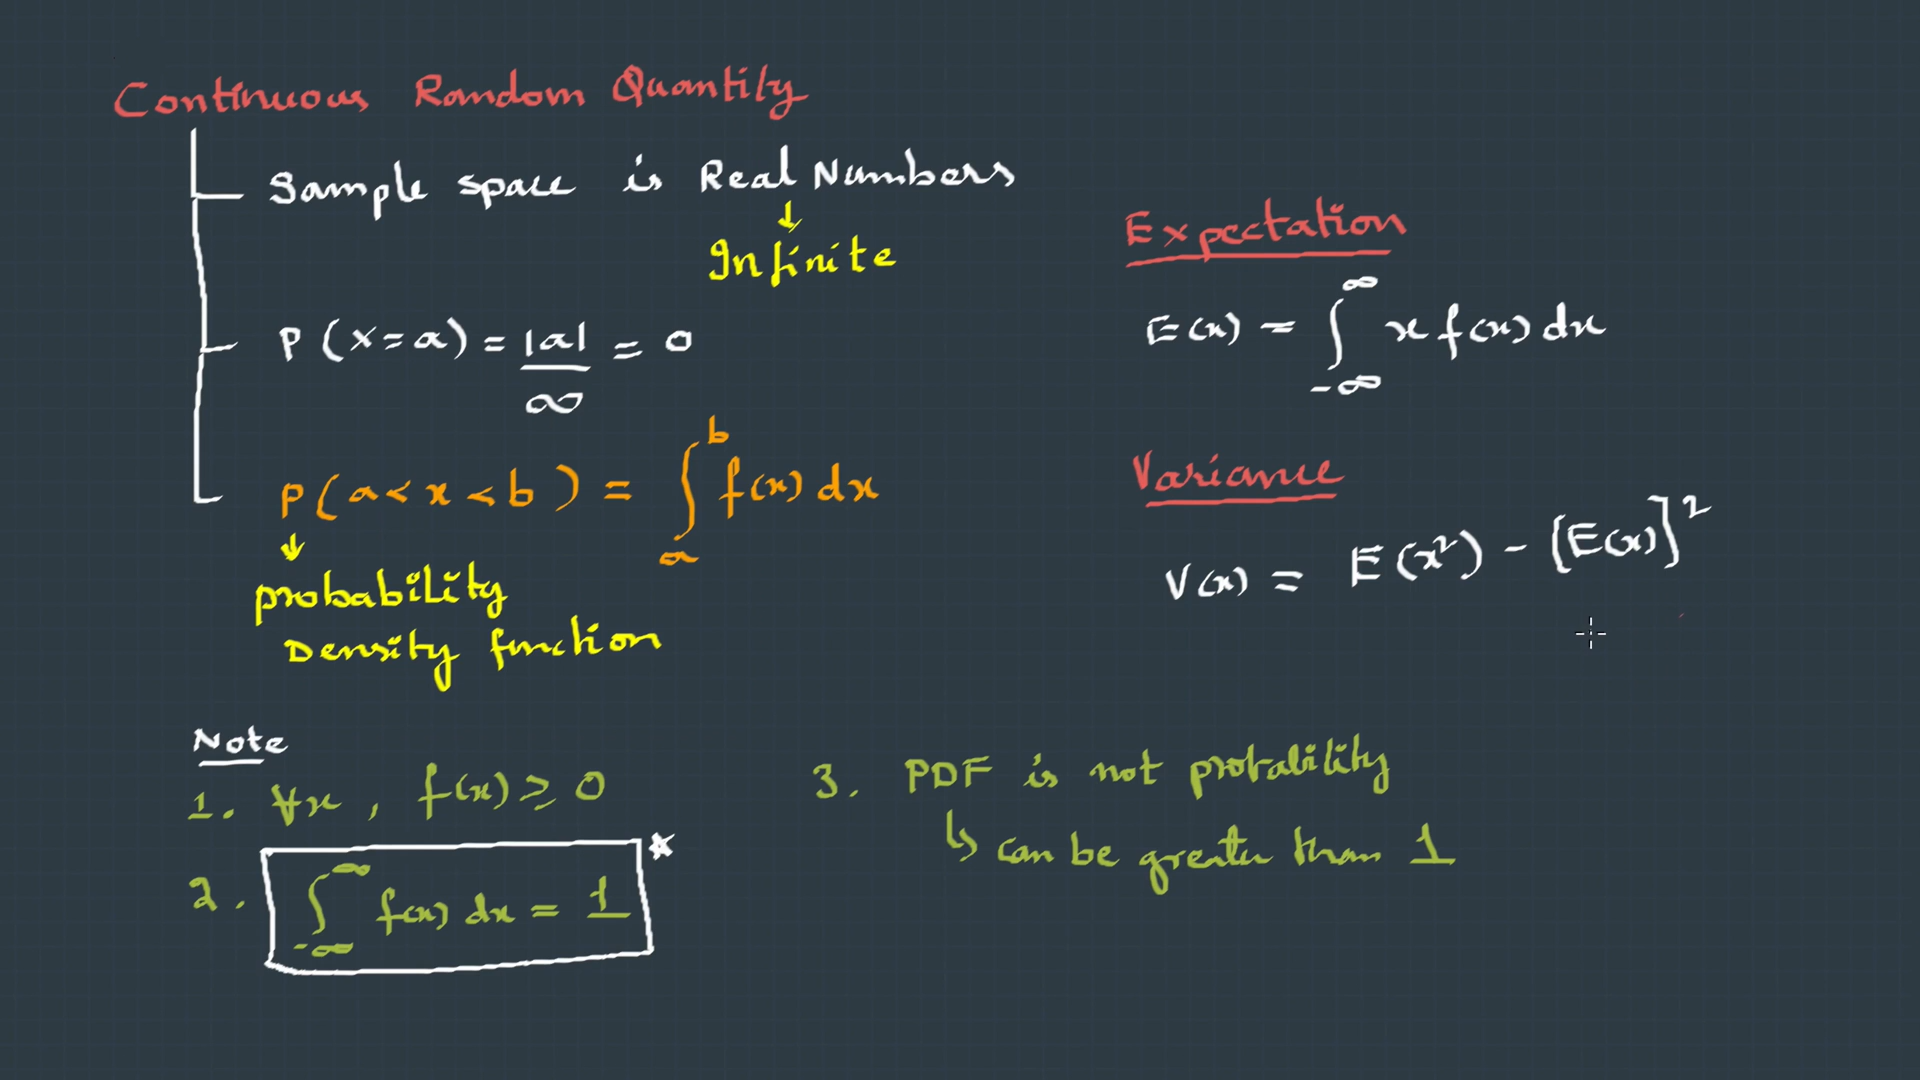 Continuous Random Quantity
Sample space is Real Numbers
↓
Infinite
P(x=a) = |a|/∞ = 0
P(a<x<b) = ∫_a^b f(x) dx
↓
probability
Density function
Expectation
E(x) = ∫_{-∞}^{∞} x f(x) dx
Variance
V(x) = E(x²) - [E(x)]²
Note
1. ∀x, f(x) ≥ 0
2. ∫_{-∞}^{∞} f(x) dx = 1 *
3. PDF is not probability
↳ can be greater than 1